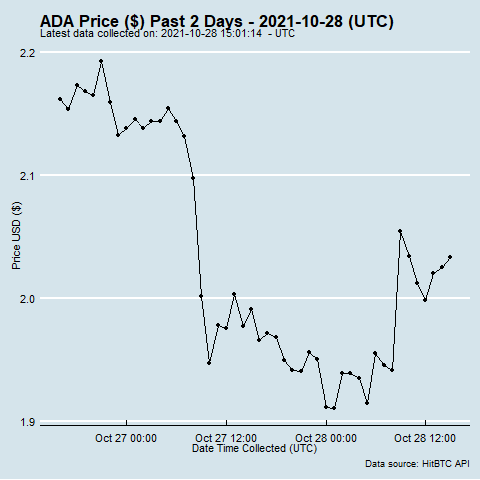 ADA Price ($) Past 2 Days - 2021-10-28 (UTC)
Latest data collected on: 2021-10-28 15:01:14  - UTC
2.2
2.1
2.0
1.9
Price USD ($)
Oct 27 00:00 Oct 27 12:00 Oct 28 00:00 Oct 28 12:00
Date Time Collected (UTC)
Data source: HitBTC API